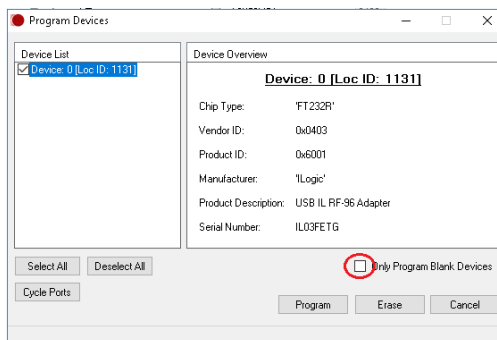 Program Devices
Device List
Device: 0 [Loc ID: 1131]
Device Overview
Device: 0 [Loc ID: 1131]
Chip Type: 'FT232R'
Vendor ID: 0x0403
Product ID: 0x6001
Manufacturer: 'ILogic'
Product Description: USB IL RF-96 Adapter
Serial Number: IL03FETG
Select All Deselect All
Only Program Blank Devices
Cycle Ports
Program Erase Cancel